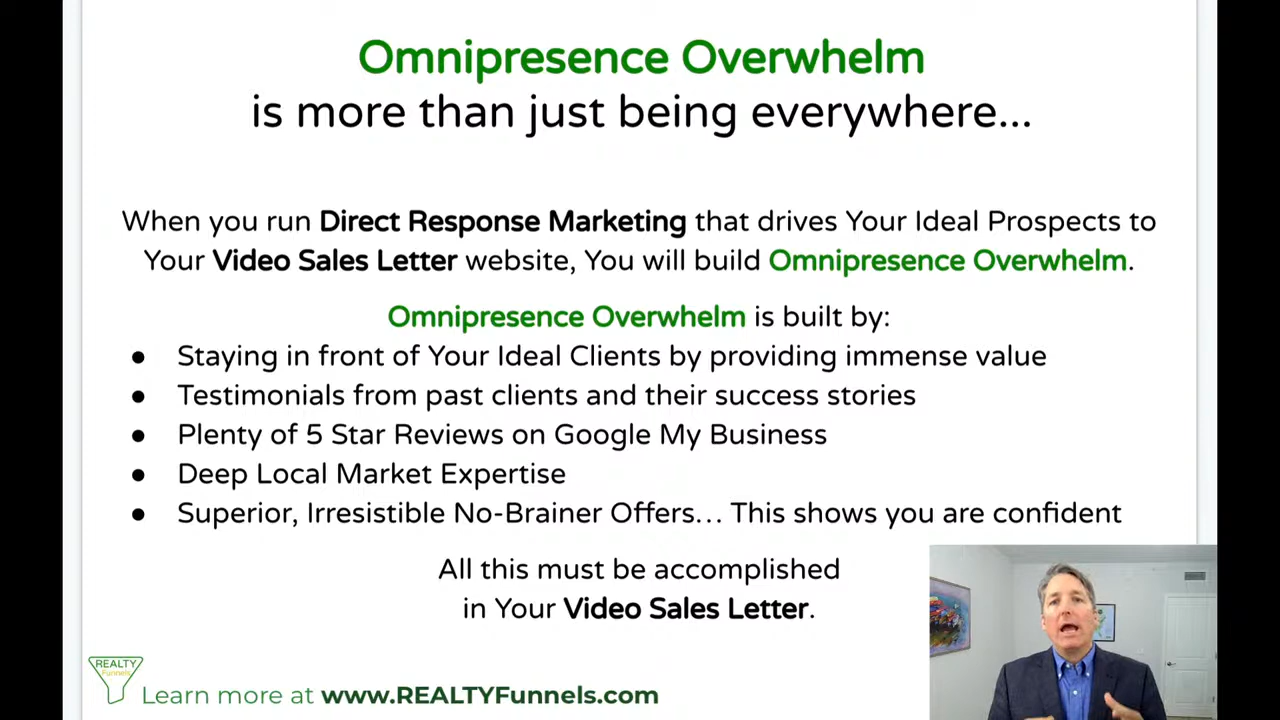 Omnipresence Overwhelm
is more than just being everywhere...
When you run Direct Response Marketing that drives Your Ideal Prospects to
Your Video Sales Letter website, You will build Omnipresence Overwhelm.
Omnipresence Overwhelm is built by:
● Staying in front of Your Ideal Clients by providing immense value
● Testimonials from past clients and their success stories
● Plenty of 5 Star Reviews on Google My Business
● Deep Local Market Expertise
● Superior, Irresistible No-Brainer Offers... This shows you are confident
All this must be accomplished
in Your Video Sales Letter.
REALTY
Funnels
Learn more at www.REALTYFunnels.com